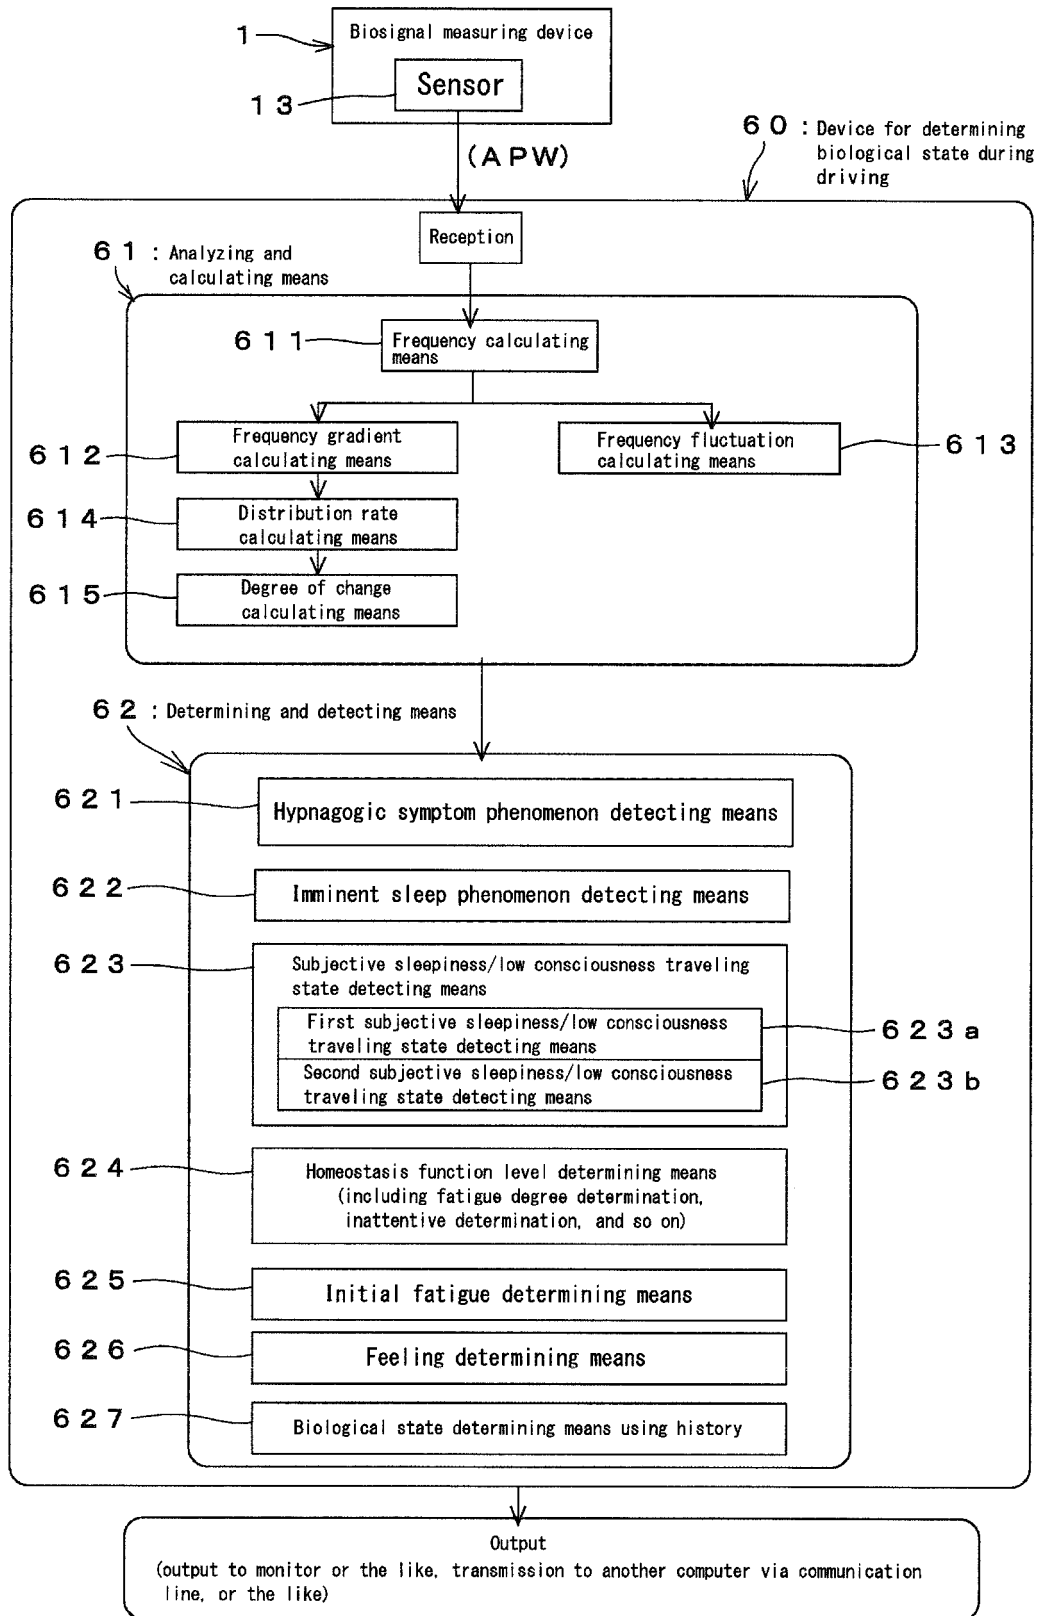 1
Biosignal measuring device
Sensor
13
(APW)
60 : Device for determining
biological state during
driving
Reception
61 : Analyzing and
calculating means
611
Frequency calculating
means
612
Frequency gradient
calculating means
Frequency fluctuation
calculating means
613
614
Distribution rate
calculating means
615
Degree of change
calculating means
62 : Determining and detecting means
621
Hypnagogic symptom phenomenon detecting means
622
Imminent sleep phenomenon detecting means
623
Subjective sleepiness/low consciousness traveling
state detecting means
First subjective sleepiness/low consciousness
traveling state detecting means
623a
Second subjective sleepiness/low consciousness
traveling state detecting means
623b
624
Homeostasis function level determining means
(including fatigue degree determination,
inattentive determination, and so on)
625
Initial fatigue determining means
626
Feeling determining means
627
Biological state determining means using history
Output
(output to monitor or the like, transmission to another computer via communication
line, or the like)